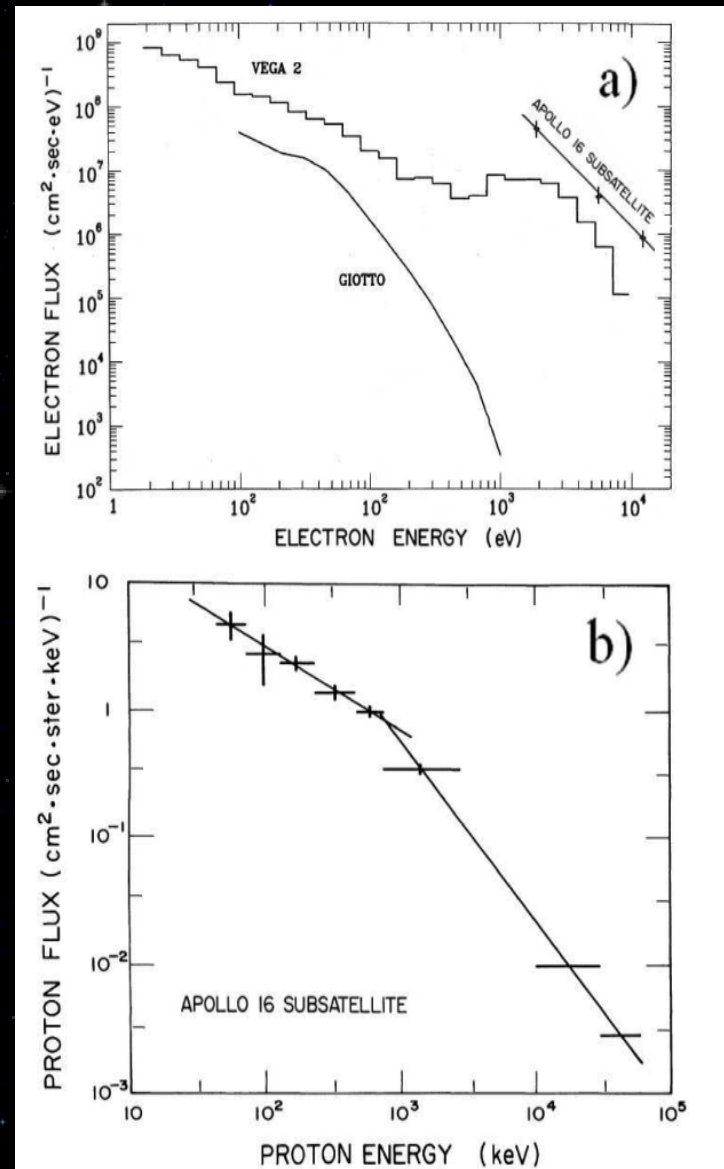 10⁹
10⁸
10⁷
10⁶
10⁵
10⁴
10³
10²
ELECTRON FLUX (cm²·sec·eV)⁻¹
VEGA 2
a)
APOLLO 16 SUBSATELLITE
GIOTTO
1 10² 10² 10³ 10⁴
ELECTRON ENERGY (eV)
10
1
10⁻¹
10⁻²
10⁻³
PROTON FLUX (cm²·sec·ster·keV)⁻¹
b)
APOLLO 16 SUBSATELLITE
10 10² 10³ 10⁴ 10⁵
PROTON ENERGY (keV)